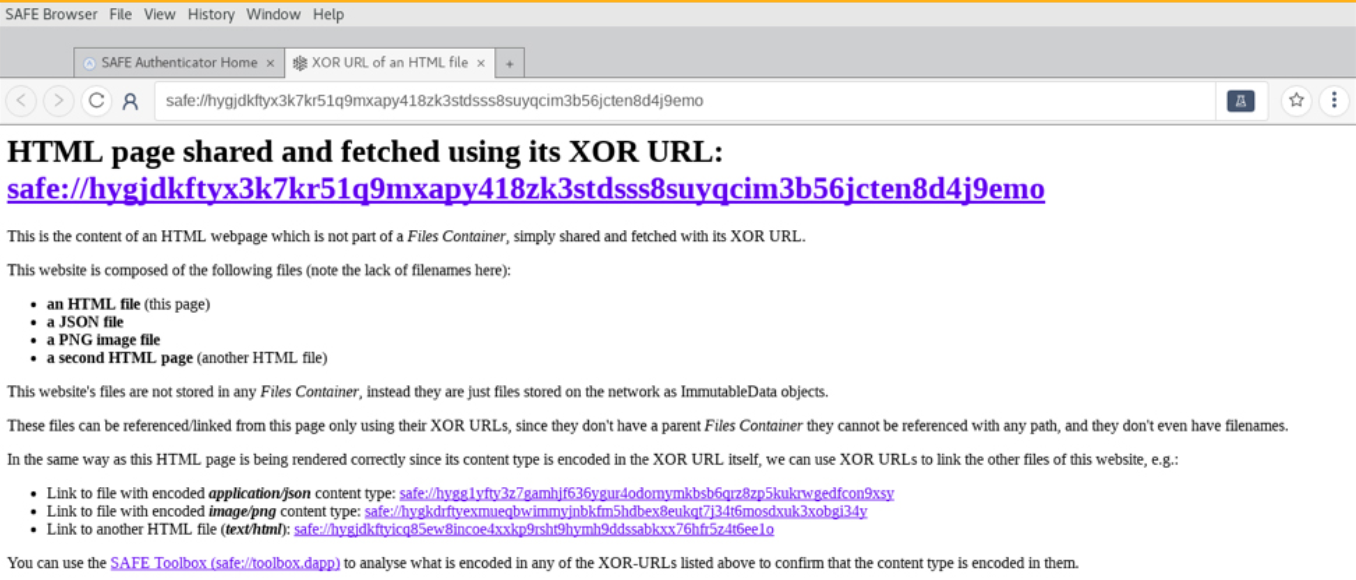 SAFE Browser File View History Window Help
SAFE Authenticator Home × XOR URL of an HTML file × +
safe://hygjdkftyx3k7kr51q9mxapy418zk3stdsss8suyqcim3b56jcten8d4j9emo
HTML page shared and fetched using its XOR URL:
safe://hygjdkftyx3k7kr51q9mxapy418zk3stdsss8suyqcim3b56jcten8d4j9emo
This is the content of an HTML webpage which is not part of a Files Container, simply shared and fetched with its XOR URL.
This website is composed of the following files (note the lack of filenames here):
• an HTML file (this page)
• a JSON file
• a PNG image file
• a second HTML page (another HTML file)
This website's files are not stored in any Files Container, instead they are just files stored on the network as ImmutableData objects.
These files can be referenced/linked from this page only using their XOR URLs, since they don't have a parent Files Container they cannot be referenced with any path, and they don't even have filenames.
In the same way as this HTML page is being rendered correctly since its content type is encoded in the XOR URL itself, we can use XOR URLs to link the other files of this website, e.g.:
• Link to file with encoded application/json content type: safe://hygg1yfty3z7gamhjf636ygur4odornymkbsb6qrz8zp5kukrwgedfcon9xsy
• Link to file with encoded image/png content type: safe://hygkdrftyexmueqbwimmyjnbkfm5hdbex8eukqt7j34t6mosdxuk3xobgi34y
• Link to another HTML file (text/html): safe://hygjdkftyicq85ew8incoe4xxkp9rsht9hymh9ddssabkxx76hfr5z4t6ee1o
You can use the SAFE Toolbox (safe://toolbox.dapp) to analyse what is encoded in any of the XOR-URLs listed above to confirm that the content type is encoded in them.